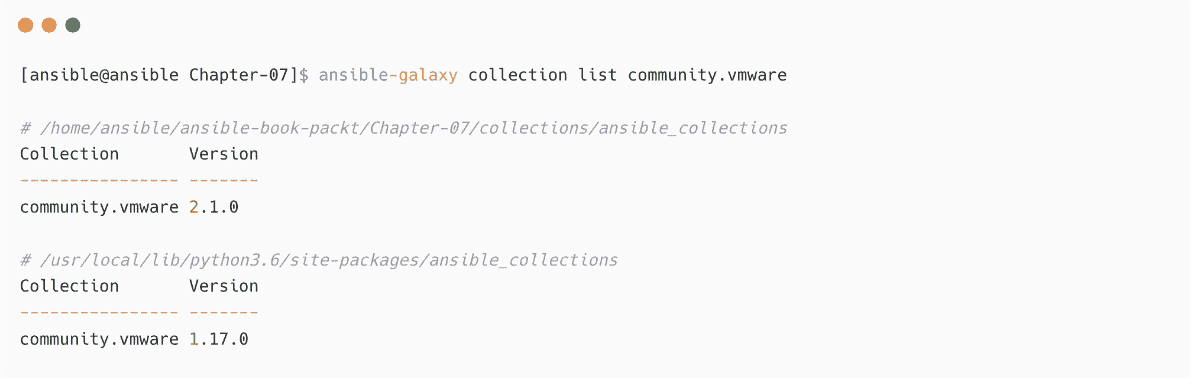 [ansible@ansible Chapter-07]$ ansible-galaxy collection list community.vmware
# /home/ansible/ansible-book-packt/Chapter-07/collections/ansible_collections
Collection       Version
---------------- -------
community.vmware 2.1.0
# /usr/local/lib/python3.6/site-packages/ansible_collections
Collection       Version
---------------- -------
community.vmware 1.17.0